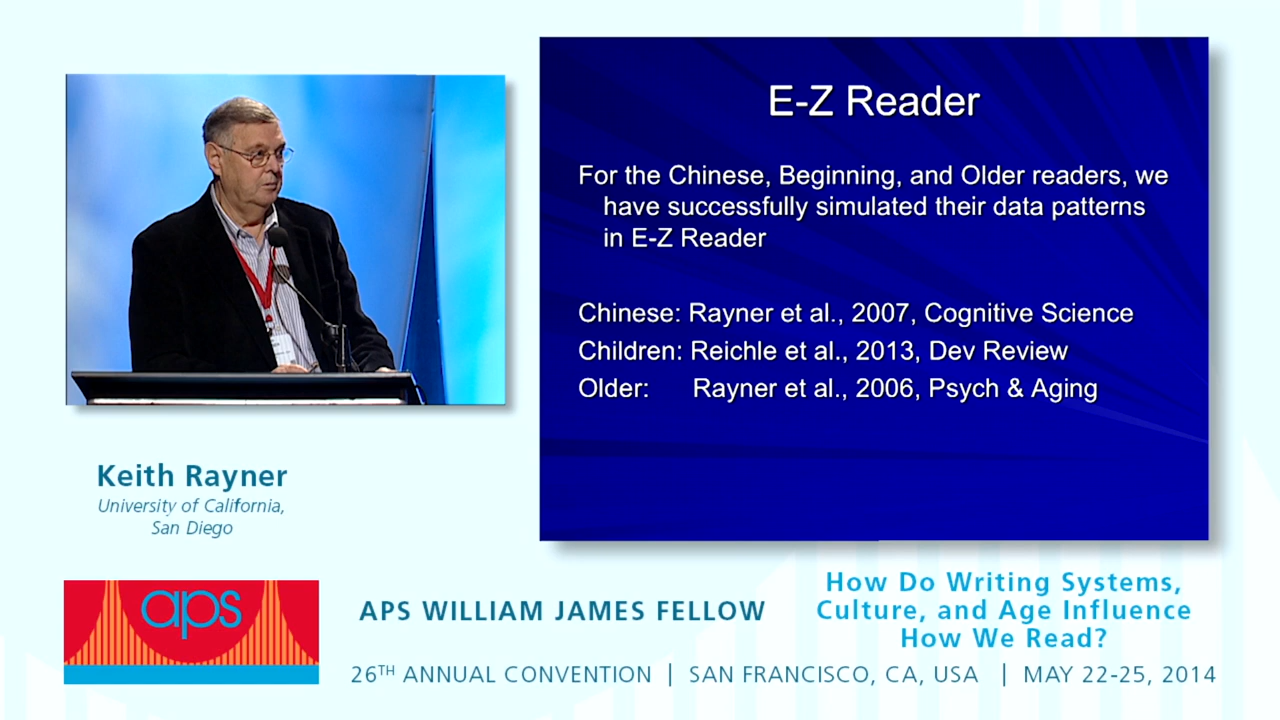 E-Z Reader
For the Chinese, Beginning, and Older readers, we
have successfully simulated their data patterns
in E-Z Reader
Chinese: Rayner et al., 2007, Cognitive Science
Children: Reichle et al., 2013, Dev Review
Older: Rayner et al., 2006, Psych & Aging
Keith Rayner
University of California,
San Diego
aps
APS WILLIAM JAMES FELLOW
How Do Writing Systems,
Culture, and Age Influence
How We Read?
26TH ANNUAL CONVENTION | SAN FRANCISCO, CA, USA | MAY 22-25, 2014